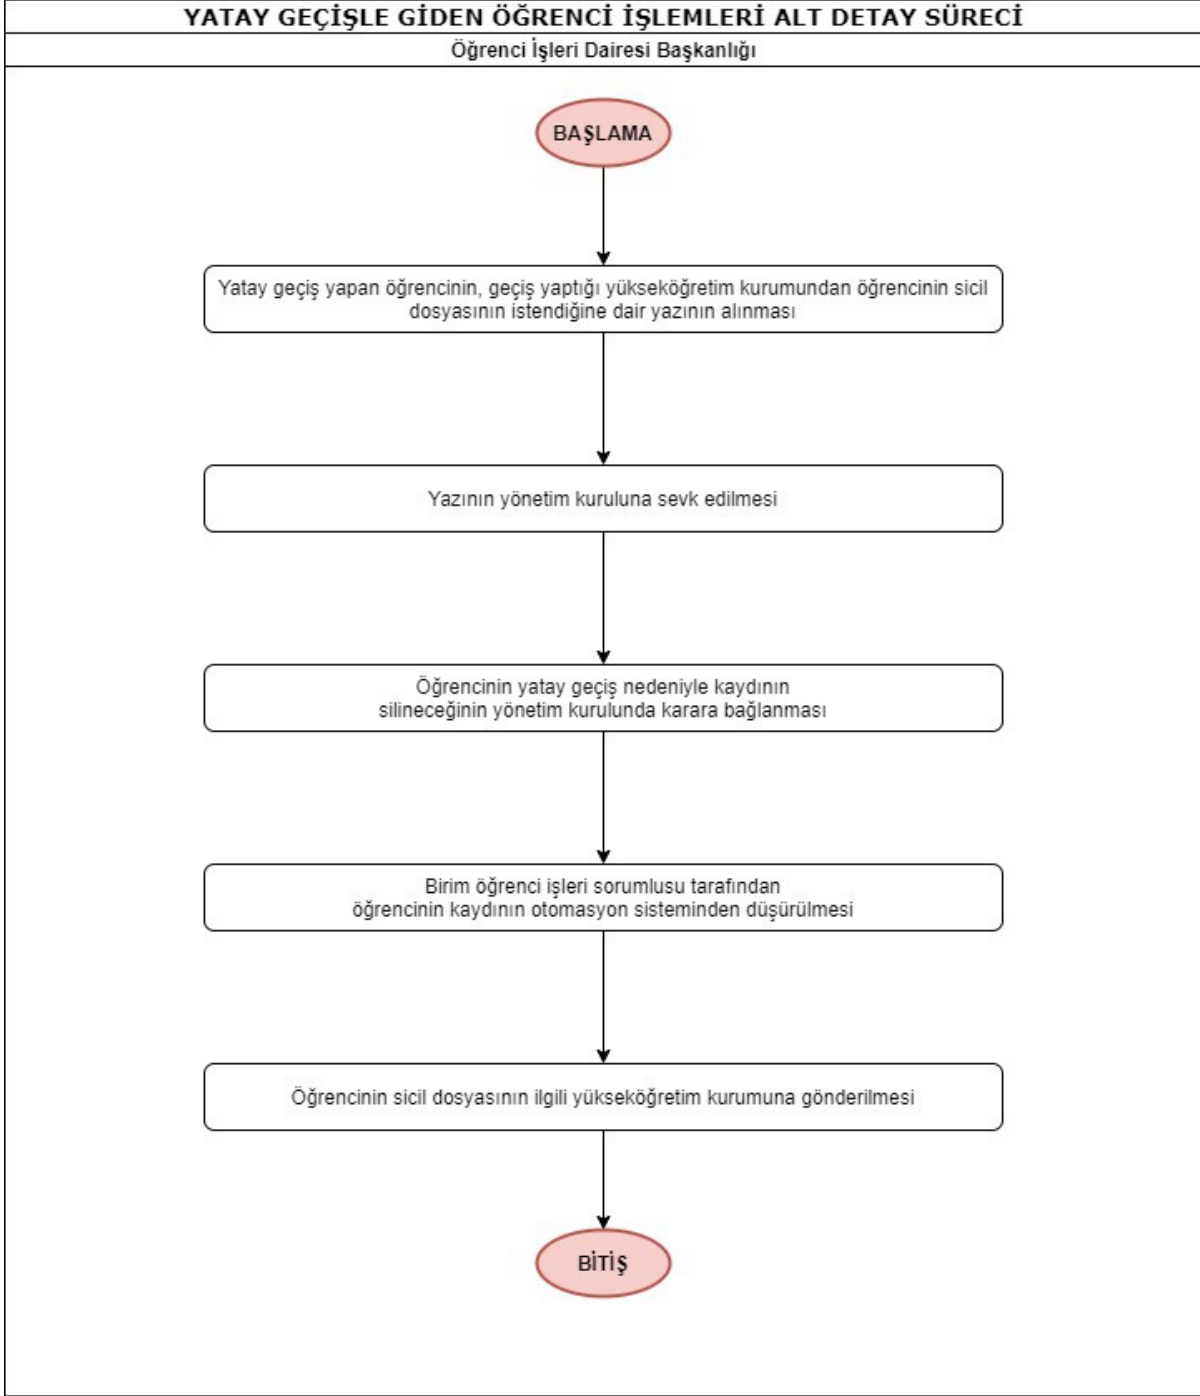 YATAY GEÇİŞLE GİDEN ÖĞRENCİ İŞLEMLERİ ALT DETAY SÜRECİ
Öğrenci İşleri Dairesi Başkanlığı
BAŞLAMA
Yatay geçiş yapan öğrencinin, geçiş yaptığı yükseköğretim kurumundan öğrencinin sicil
dosyasının istendiğine dair yazının alınması
Yazının yönetim kuruluna sevk edilmesi
Öğrencinin yatay geçiş nedeniyle kaydının
silineceğinin yönetim kurulunda karara bağlanması
Birim öğrenci işleri sorumlusu tarafından
öğrencinin kaydının otomasyon sisteminden düşürülmesi
Öğrencinin sicil dosyasının ilgili yükseköğretim kurumuna gönderilmesi
BİTİŞ